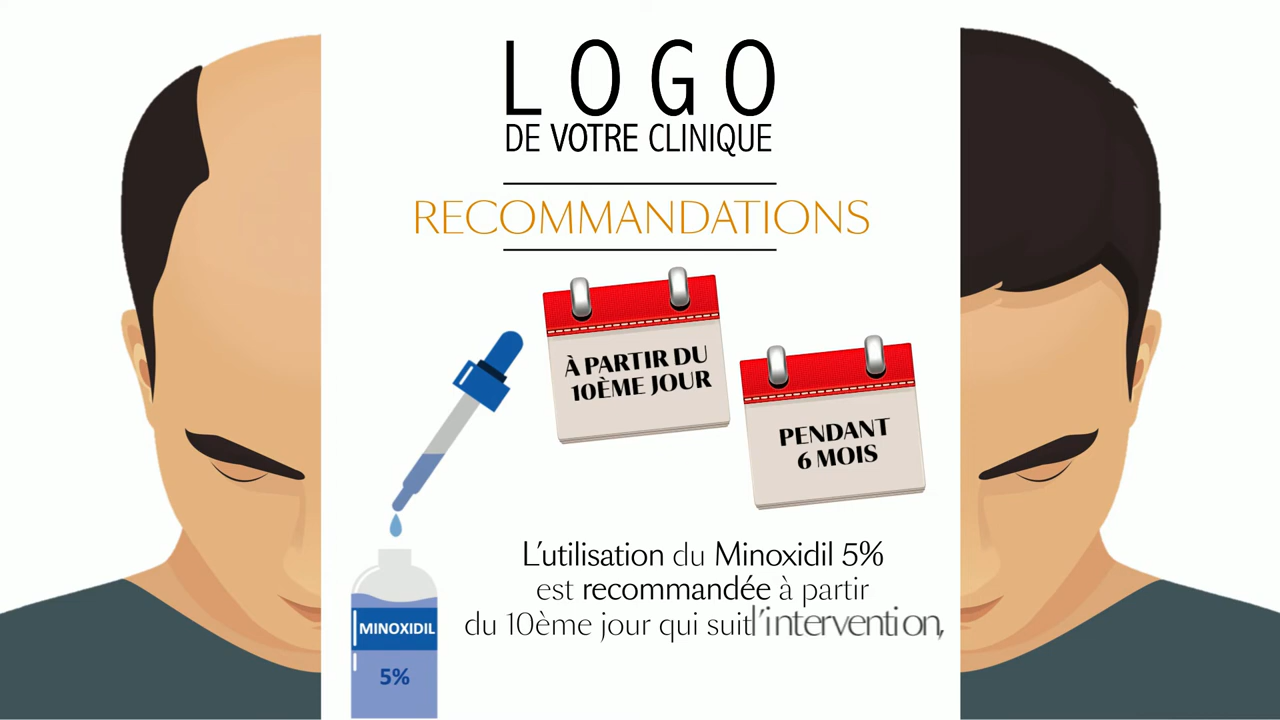 LOGO
DE VOTRE CLINIQUE
RECOMMANDATIONS
À PARTIR DU
10ÈME JOUR
PENDANT
6 MOIS
L'utilisation du Minoxidil 5%
est recommandée à partir
du 10ème jour qui suit l'intervention,
MINOXIDIL
5%